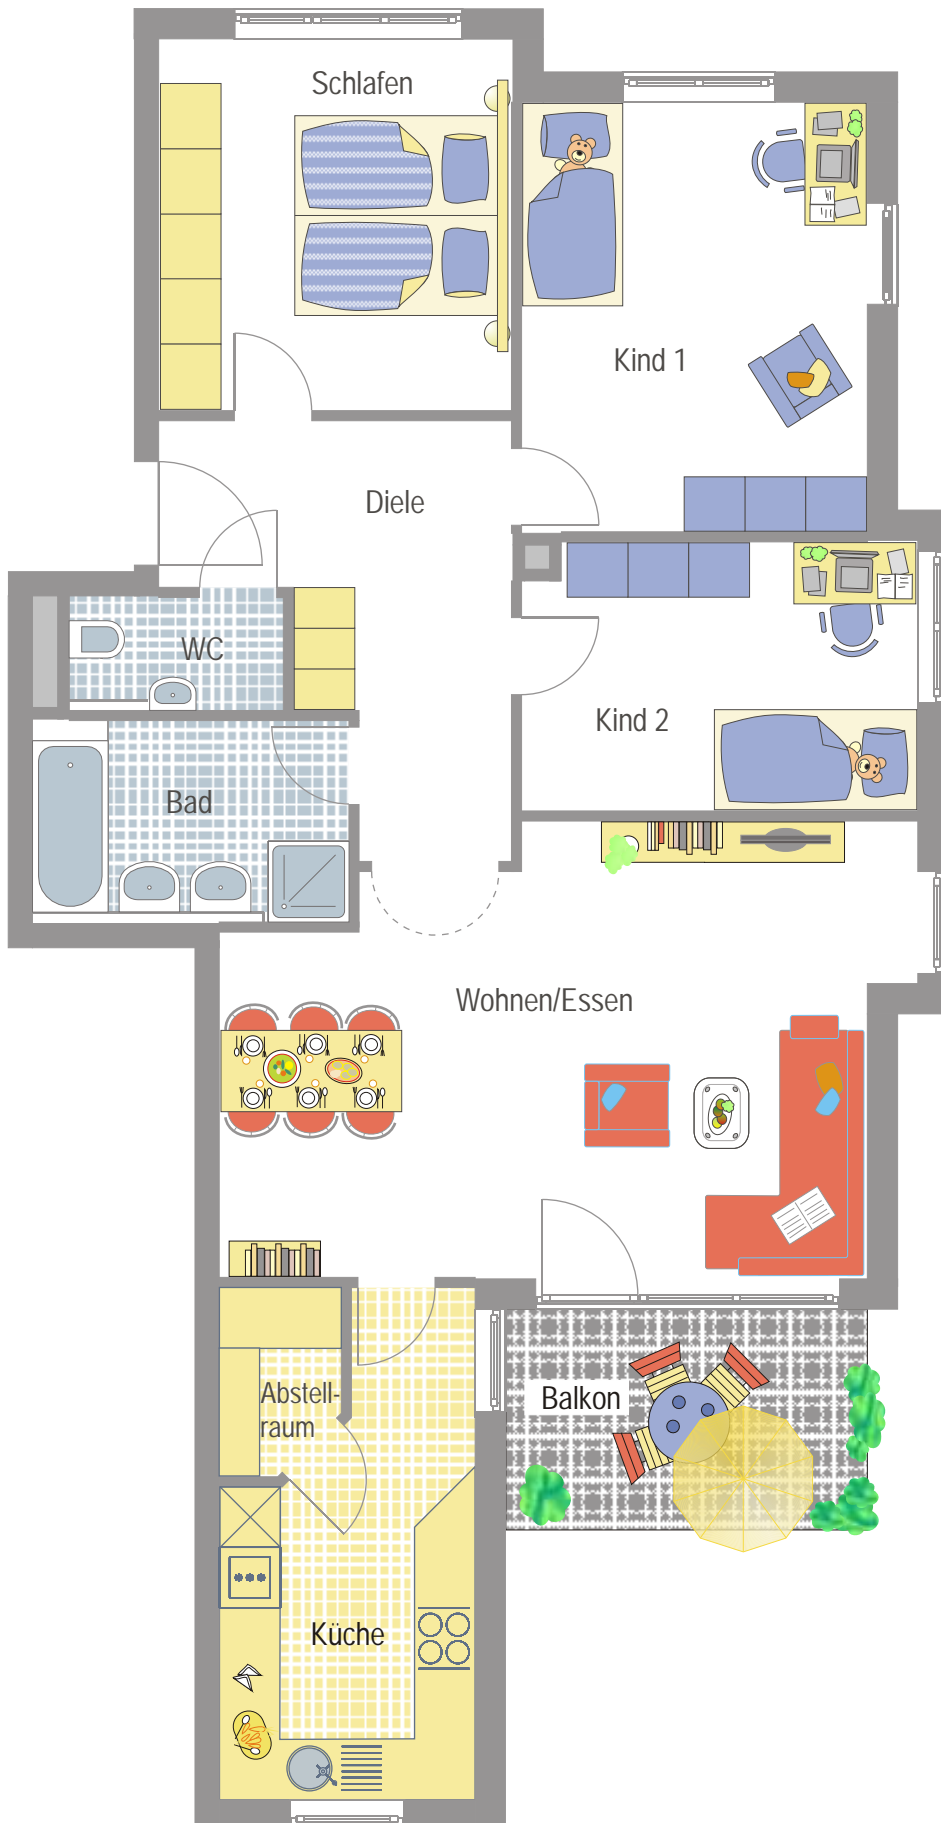 Schlafen
Kind 1
Diele
WC
Kind 2
Bad
Wohnen/Essen
Abstell-
raum
Balkon
Küche